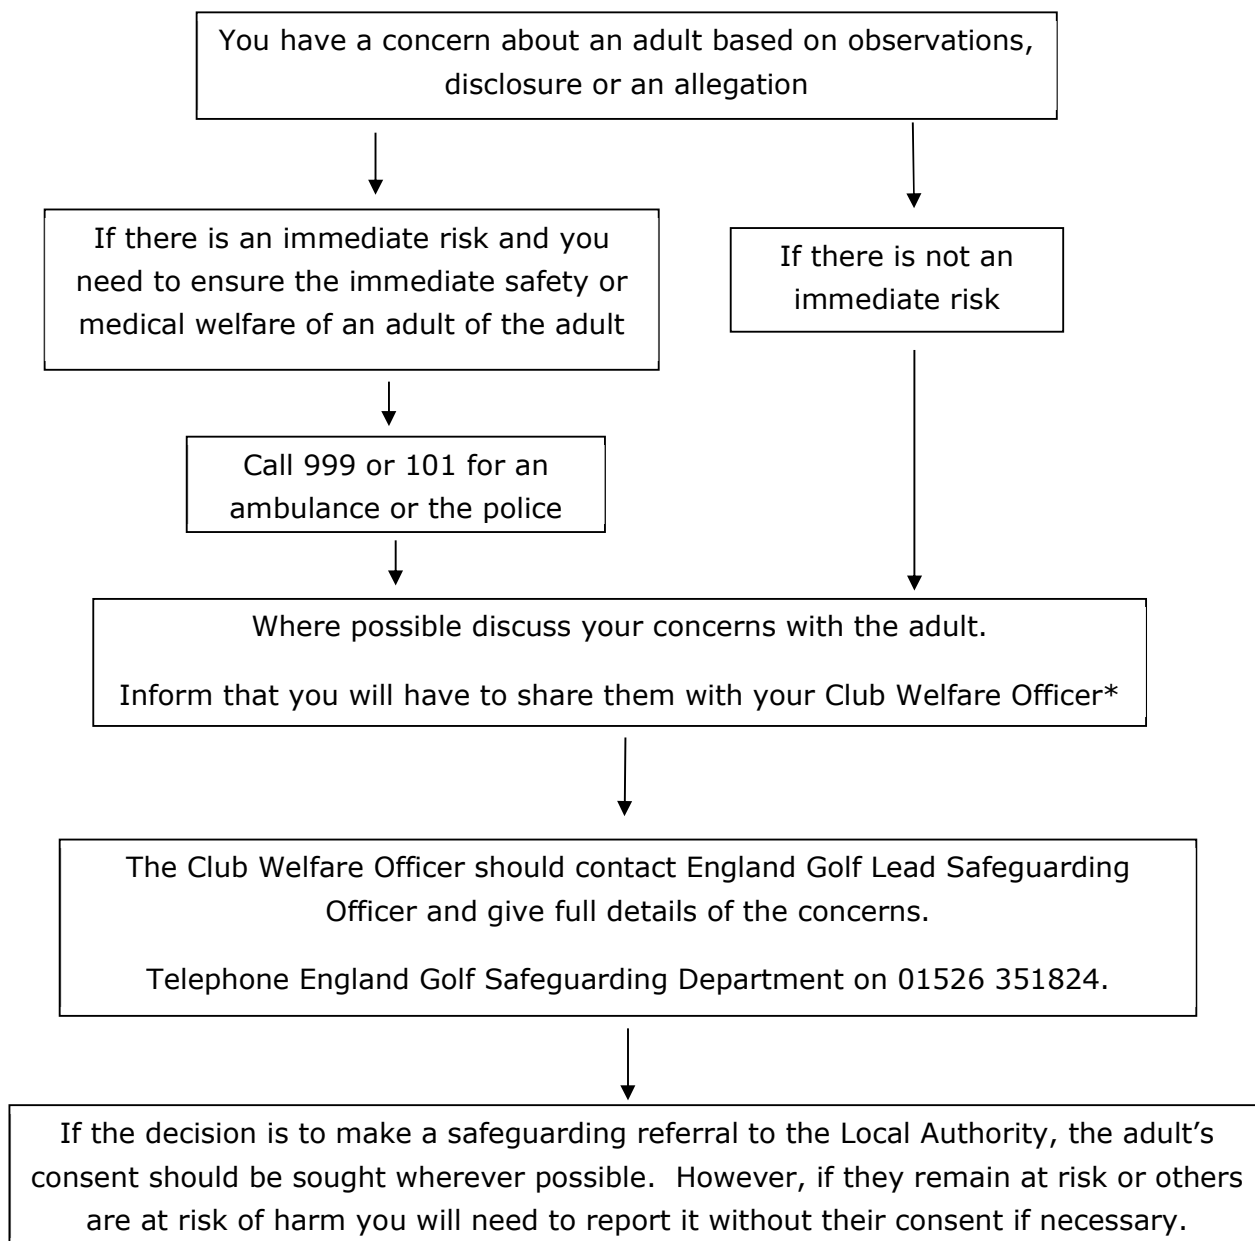 You have a concern about an adult based on observations,
disclosure or an allegation
If there is an immediate risk and you
need to ensure the immediate safety or
medical welfare of an adult of the adult
If there is not an
immediate risk
Call 999 or 101 for an
ambulance or the police
Where possible discuss your concerns with the adult.
Inform that you will have to share them with your Club Welfare Officer*
The Club Welfare Officer should contact England Golf Lead Safeguarding
Officer and give full details of the concerns.
Telephone England Golf Safeguarding Department on 01526 351824.
If the decision is to make a safeguarding referral to the Local Authority, the adult’s
consent should be sought wherever possible.  However, if they remain at risk or others
are at risk of harm you will need to report it without their consent if necessary.